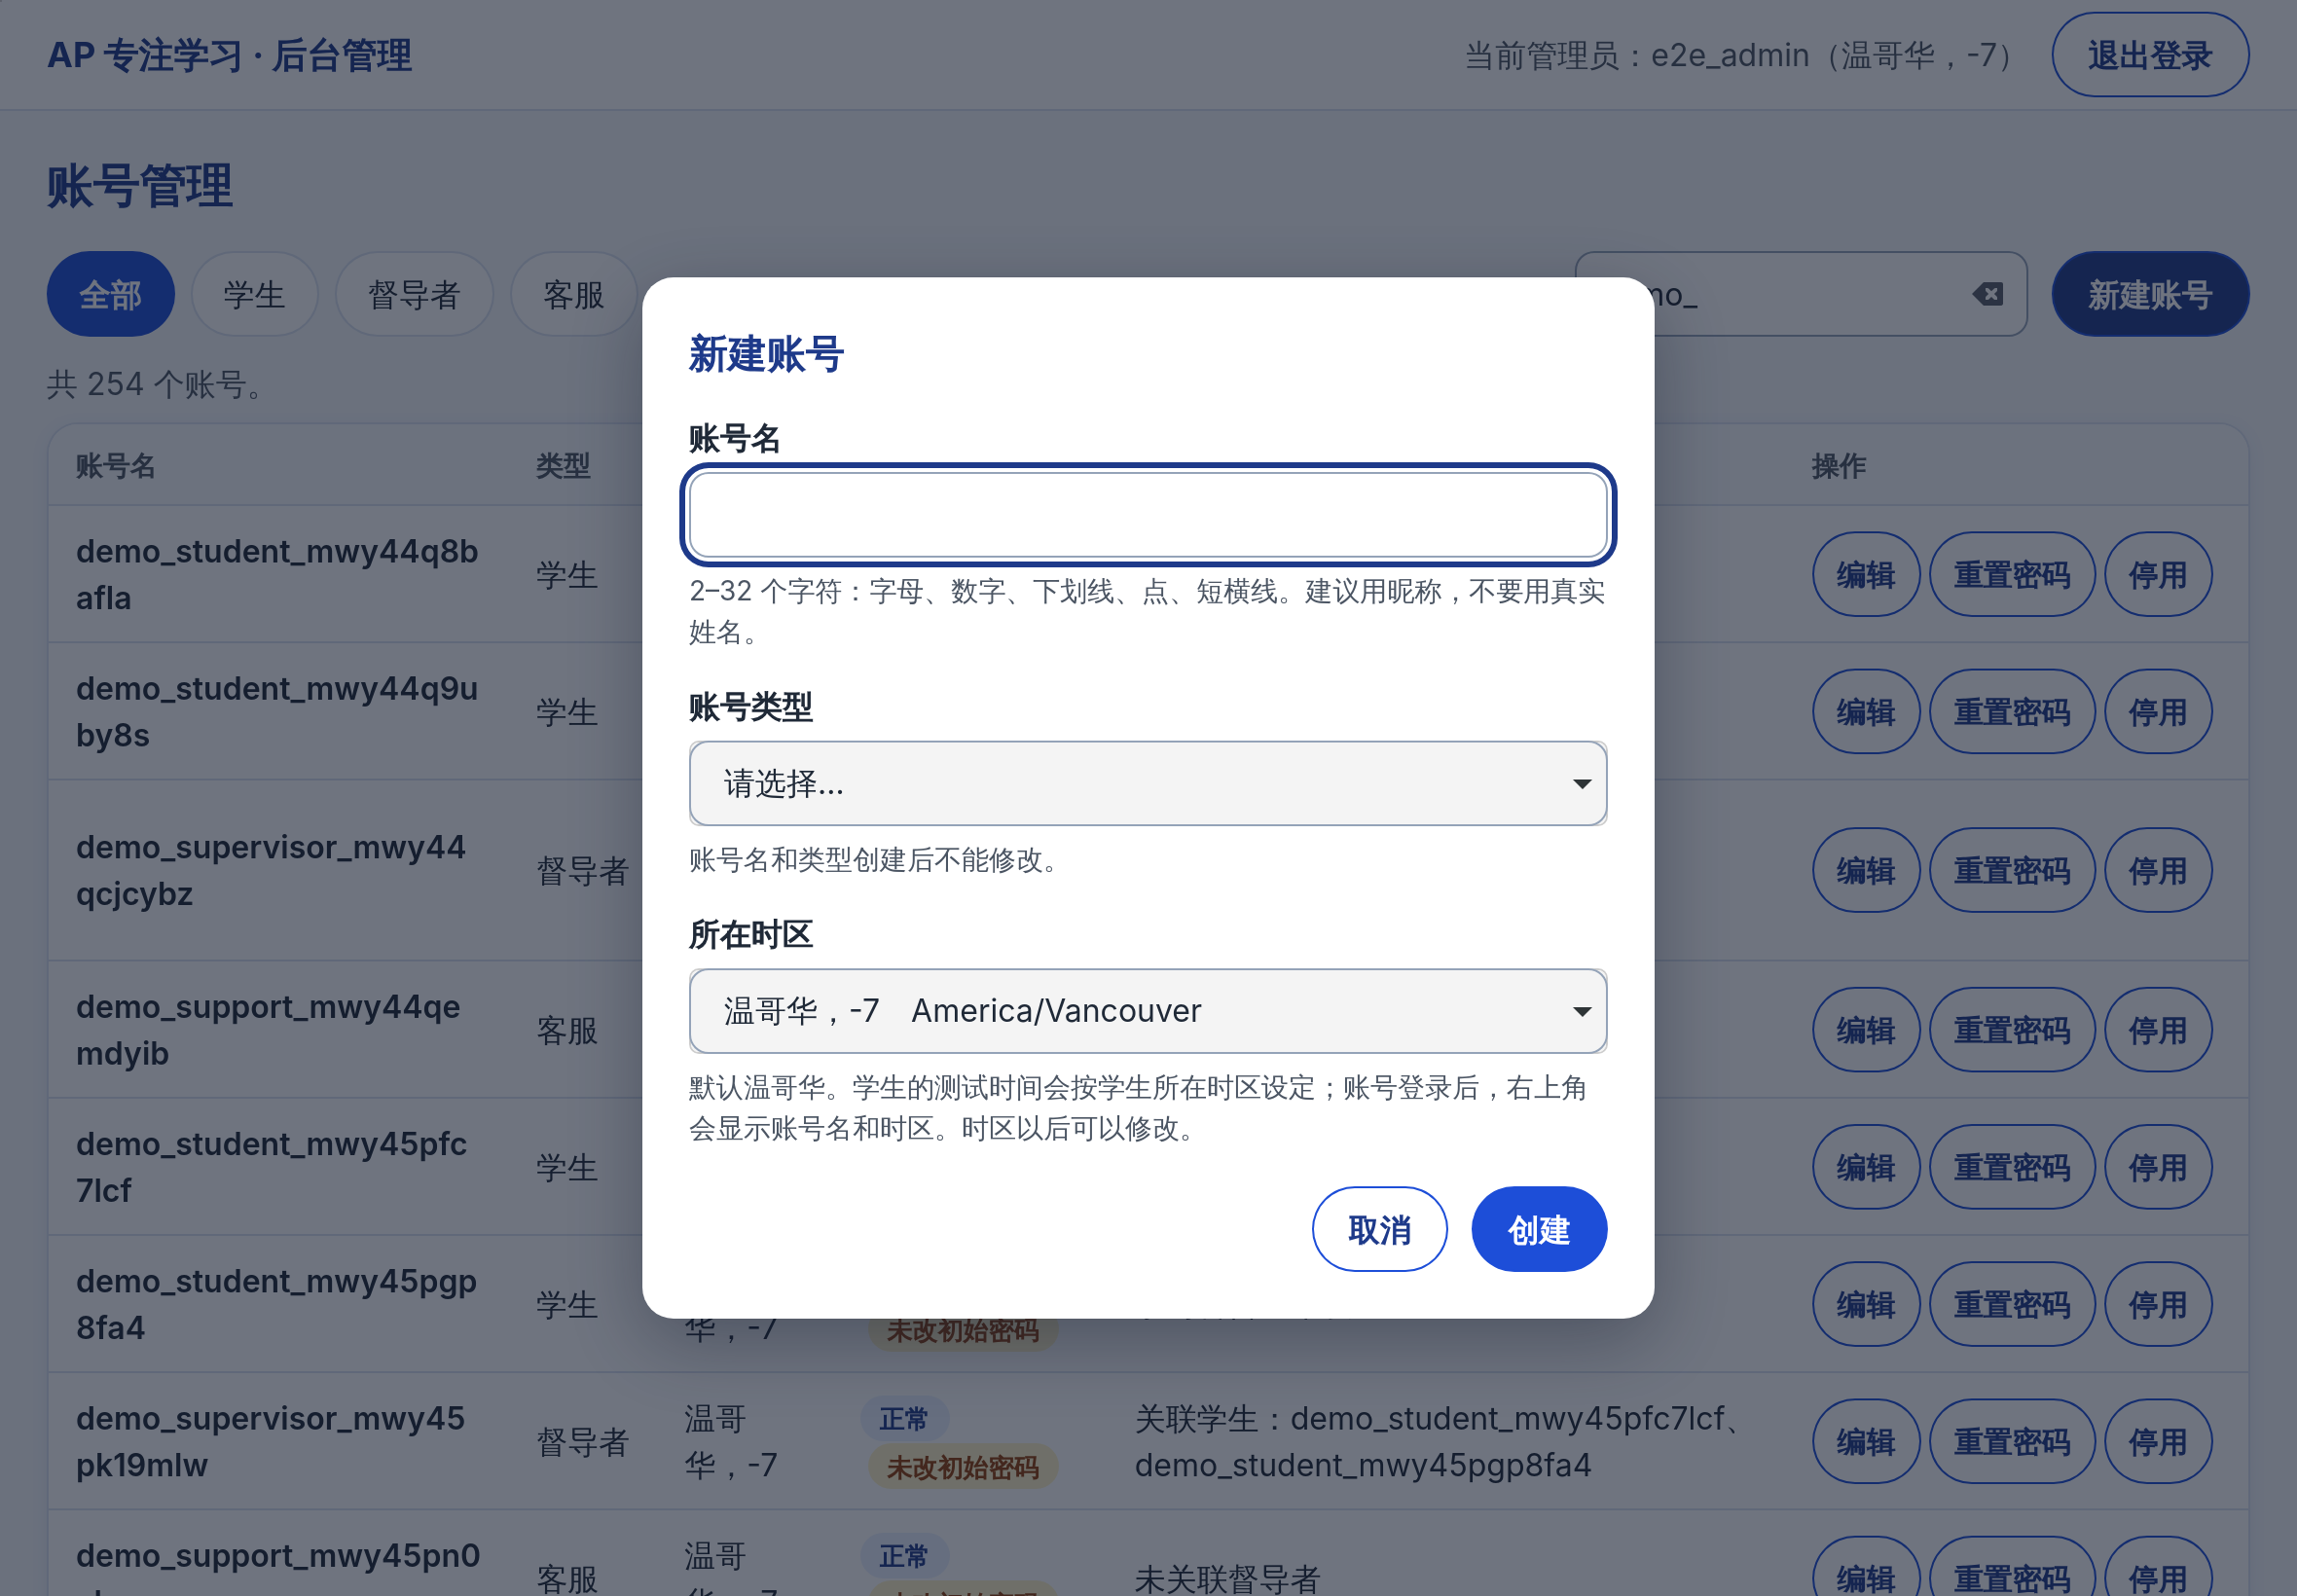 AP 专注学习 · 后台管理
当前管理员：e2e_admin（温哥华，-7）
退出登录
账号管理
全部
学生
督导者
客服
mo_
新建账号
共 254 个账号。
账号名
类型
操作
demo_student_mwy44q8b
afla
学生
编辑
重置密码
停用
demo_student_mwy44q9u
by8s
学生
编辑
重置密码
停用
demo_supervisor_mwy44
qcjcybz
督导者
编辑
重置密码
停用
demo_support_mwy44qe
mdyib
客服
编辑
重置密码
停用
demo_student_mwy45pfc
7lcf
学生
编辑
重置密码
停用
demo_student_mwy45pgp
8fa4
学生
华，-7
未改初始密码
编辑
重置密码
停用
demo_supervisor_mwy45
pk19mlw
督导者
温哥
华，-7
正常
未改初始密码
关联学生：demo_student_mwy45pfc7lcf、
demo_student_mwy45pgp8fa4
编辑
重置密码
停用
demo_support_mwy45pn0
客服
温哥
正常
未关联督导者
编辑
重置密码
停用
新建账号
账号名
2–32 个字符：字母、数字、下划线、点、短横线。建议用昵称，不要用真实
姓名。
账号类型
请选择...
账号名和类型创建后不能修改。
所在时区
温哥华，-7 America/Vancouver
默认温哥华。学生的测试时间会按学生所在时区设定；账号登录后，右上角
会显示账号名和时区。时区以后可以修改。
取消
创建